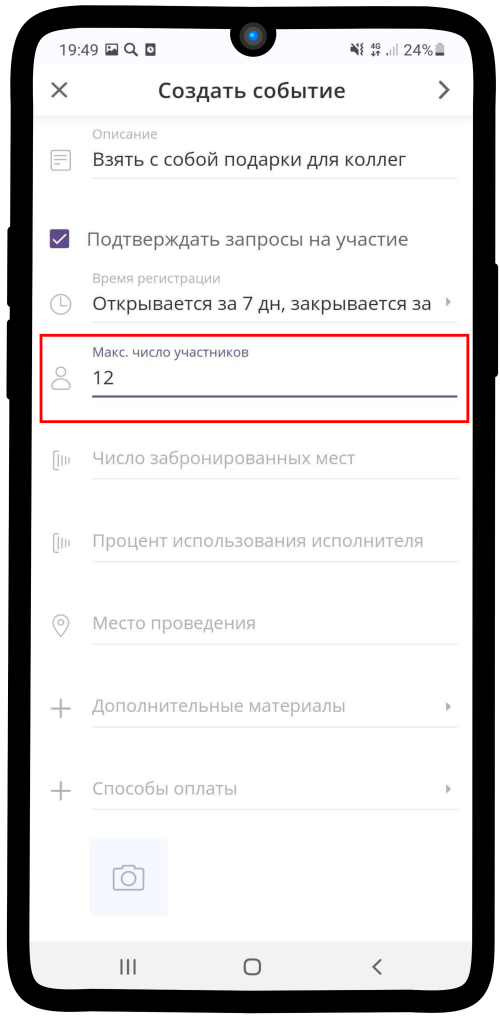 19:49 4G 24%
Создать событие
Описание
Взять с собой подарки для коллег
Подтверждать запросы на участие
Время регистрации
Открывается за 7 дн, закрывается за
Макс. число участников
12
Число забронированных мест
Процент использования исполнителя
Место проведения
Дополнительные материалы
Способы оплаты